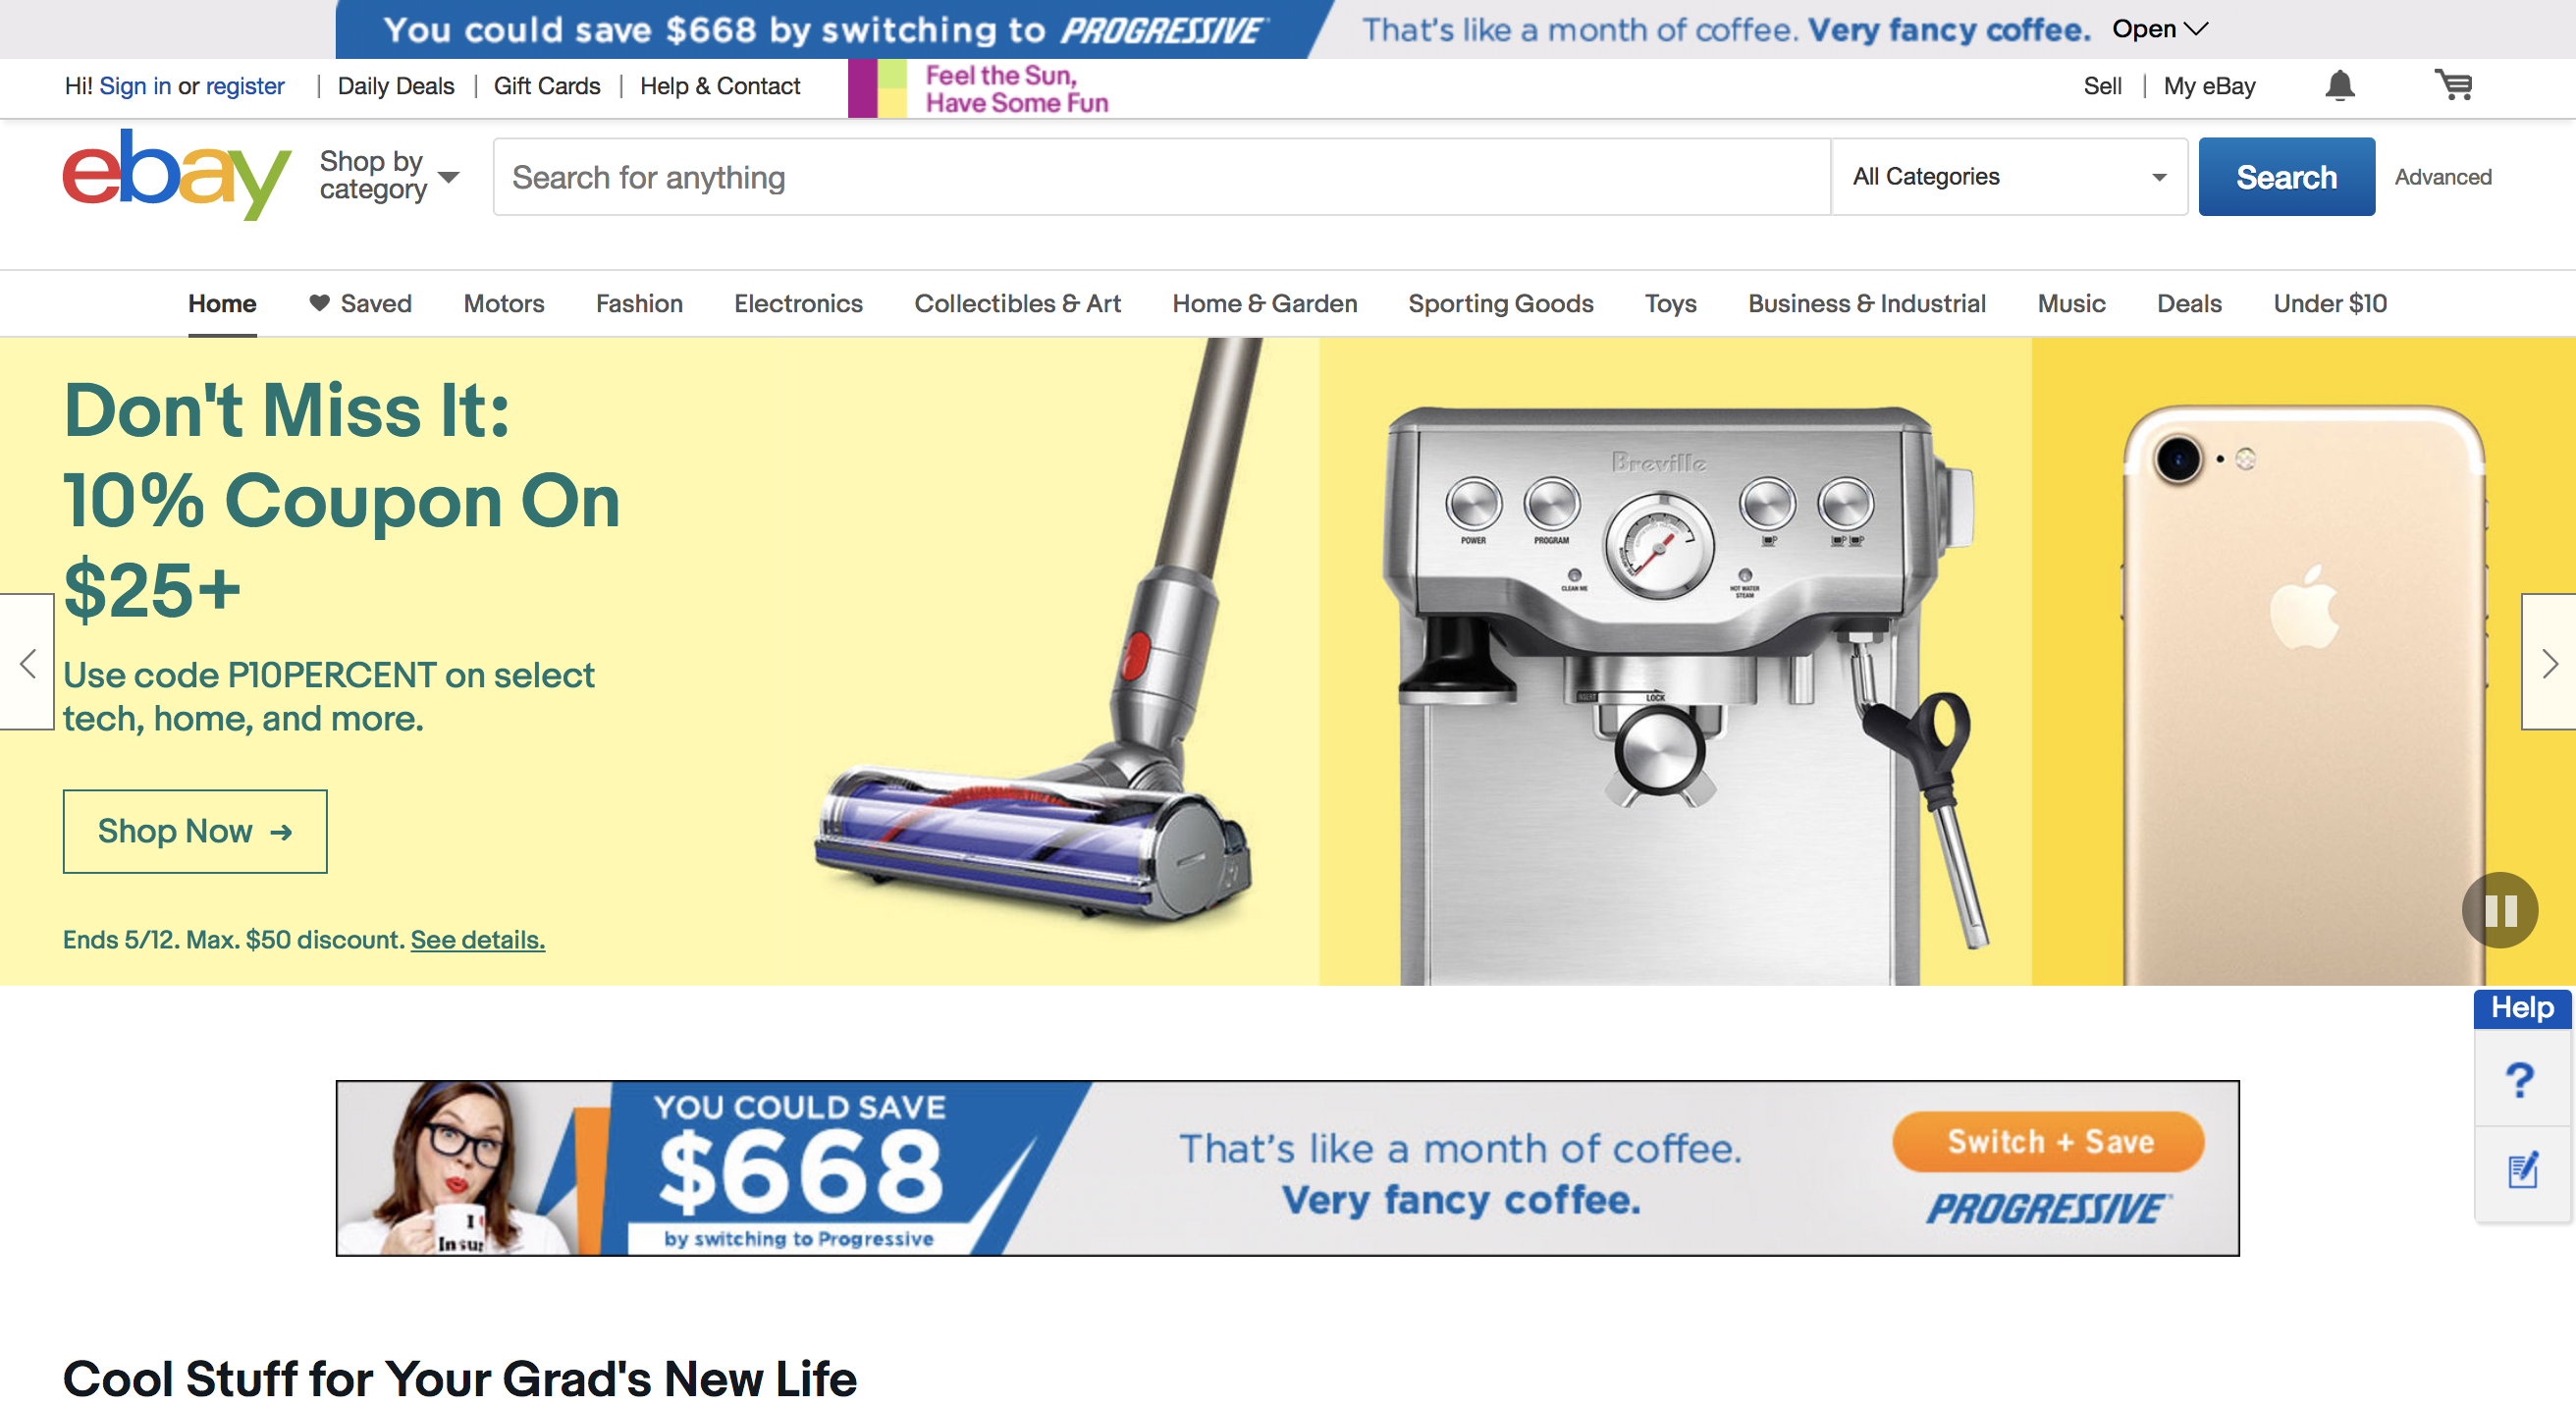 You could save $668 by switching to PROGRESSIVE That's like a month of coffee. Very fancy coffee. Open
Hi! Sign in or register | Daily Deals | Gift Cards | Help & Contact
Feel the Sun,
Have Some Fun
Sell | My eBay
ebay
Shop by
category
Search for anything
All Categories
Search
Advanced
Home Saved Motors Fashion Electronics Collectibles & Art Home & Garden Sporting Goods Toys Business & Industrial Music Deals Under $10
Don't Miss It:
10% Coupon On
$25+
Use code P10PERCENT on select
tech, home, and more.
Shop Now
Ends 5/12. Max. $50 discount. See details.
Breville
POWER PROGRAM
CLEAN ME
HOT WATER
STEAM
LOCK
Help
?
I
Insur
YOU COULD SAVE
$668
by switching to Progressive
That's like a month of coffee.
Very fancy coffee.
Switch + Save
PROGRESSIVE
Cool Stuff for Your Grad's New Life